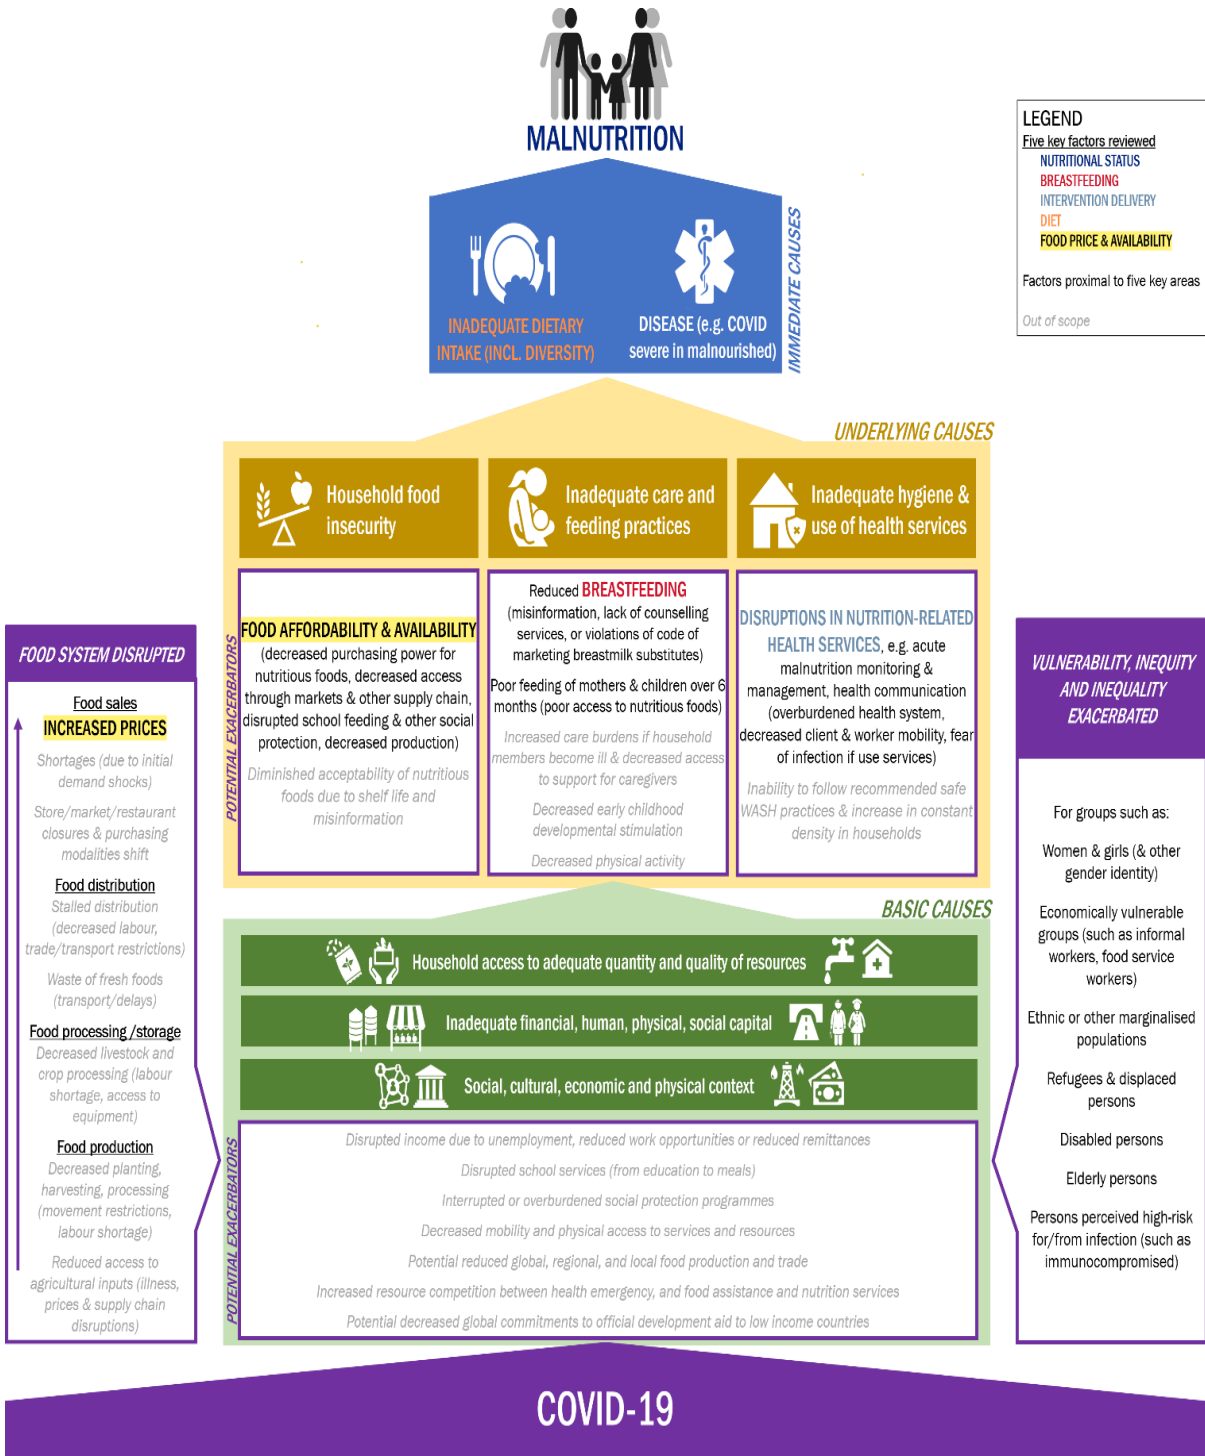 MALNUTRITION
LEGEND
Five key factors reviewed
NUTRITIONAL STATUS
BREASTFEEDING
INTERVENTION DELIVERY
DIET
FOOD PRICE & AVAILABILITY
Factors proximal to five key areas
Out of scope
INADEQUATE DIETARY
INTAKE (INCL. DIVERSITY)
DISEASE (e.g. COVID
severe in malnourished)
IMMEDIATE CAUSES
UNDERLYING CAUSES
Household food
insecurity
Inadequate care and
feeding practices
Inadequate hygiene &
use of health services
POTENTIAL EXACERBATORS
FOOD AFFORDABILITY & AVAILABILITY
(decreased purchasing power for
nutritious foods, decreased access
through markets & other supply chain,
disrupted school feeding & other social
protection, decreased production)
Diminished acceptability of nutritious
foods due to shelf life and
misinformation
Reduced BREASTFEEDING
(misinformation, lack of counselling
services, or violations of code of
marketing breastmilk substitutes)
Poor feeding of mothers & children over 6
months (poor access to nutritious foods)
Increased care burdens if household
members become ill & decreased access
to support for caregivers
Decreased early childhood
developmental stimulation
Decreased physical activity
DISRUPTIONS IN NUTRITION-RELATED
HEALTH SERVICES, e.g. acute
malnutrition monitoring &
management, health communication
(overburdened health system,
decreased client & worker mobility, fear
of infection if use services)
Inability to follow recommended safe
WASH practices & increase in constant
density in households
FOOD SYSTEM DISRUPTED
Food sales
INCREASED PRICES
Shortages (due to initial
demand shocks)
Store/market/restaurant
closures & purchasing
modalities shift
Food distribution
Stalled distribution
(decreased labour,
trade/transport restrictions)
Waste of fresh foods
(transport/delays)
Food processing /storage
Decreased livestock and
crop processing (labour
shortage, access to
equipment)
Food production
Decreased planting,
harvesting, processing
(movement restrictions,
labour shortage)
Reduced access to
agricultural inputs (illness,
prices & supply chain
disruptions)
BASIC CAUSES
Household access to adequate quantity and quality of resources
Inadequate financial, human, physical, social capital
Social, cultural, economic and physical context
POTENTIAL EXACERBATORS
Disrupted income due to unemployment, reduced work opportunities or reduced remittances
Disrupted school services (from education to meals)
Interrupted or overburdened social protection programmes
Decreased mobility and physical access to services and resources
Potential reduced global, regional, and local food production and trade
Increased resource competition between health emergency, and food assistance and nutrition services
Potential decreased global commitments to official development aid to low income countries
VULNERABILITY, INEQUITY
AND INEQUALITY
EXACERBATED
For groups such as:
Women & girls (& other
gender identity)
Economically vulnerable
groups (such as informal
workers, food service
workers)
Ethnic or other marginalised
populations
Refugees & displaced
persons
Disabled persons
Elderly persons
Persons perceived high-risk
for/from infection (such as
immunocompromised)
COVID-19